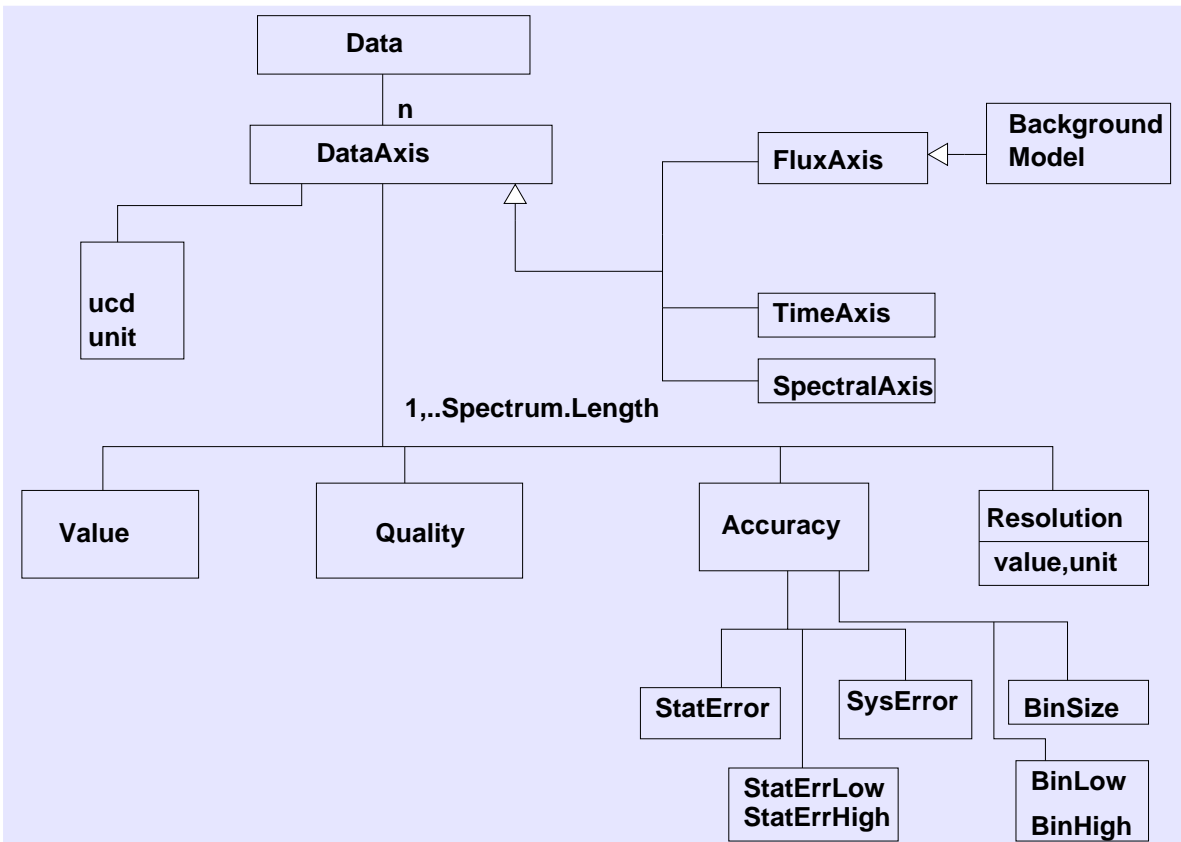 Data
n
DataAxis
Background
Model
FluxAxis
ucd
unit
TimeAxis
SpectralAxis
1,..Spectrum.Length
Value
Quality
Accuracy
Resolution
value,unit
StatError
SysError
BinSize
StatErrLow
StatErrHigh
BinLow
BinHigh